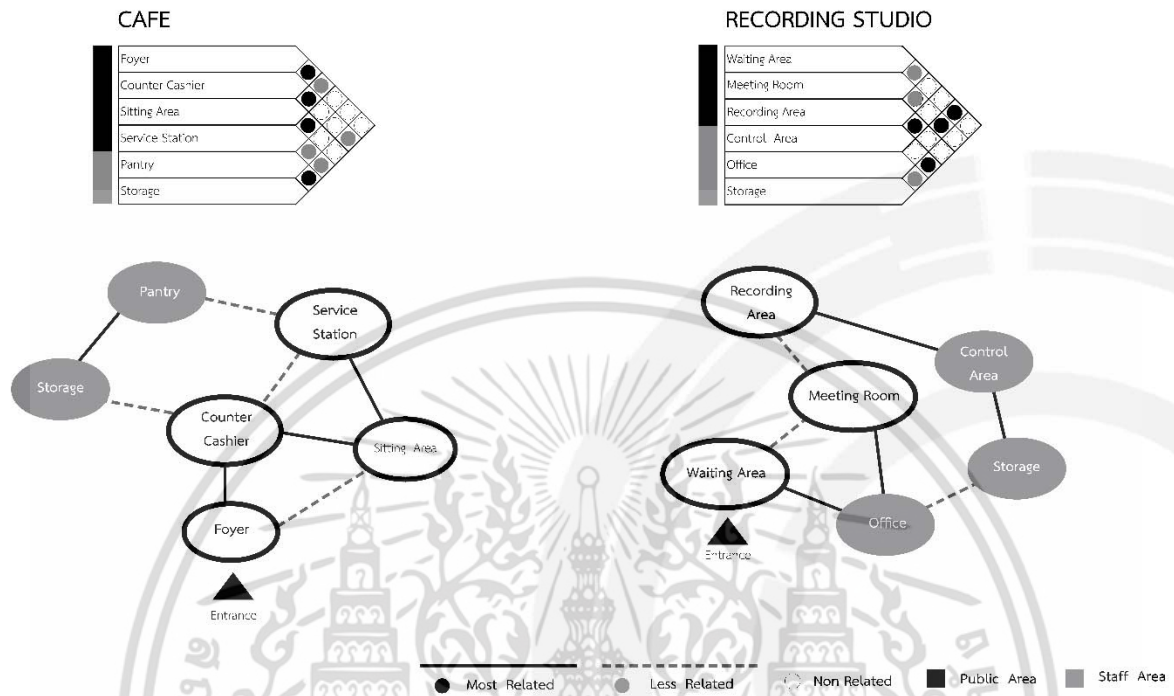 CAFE
Foyer
Counter Cashier
Sitting Area
Service Station
Pantry
Storage
RECORDING STUDIO
Waiting Area
Meeting Room
Recording Area
Control Area
Office
Storage
Pantry
Service
Station
Storage
Counter
Cashier
Sitting Area
Foyer
Entrance
Recording
Area
Control
Area
Meeting Room
Waiting Area
Storage
Office
Entrance
Most Related
Less Related
Non Related
Public Area
Staff Area